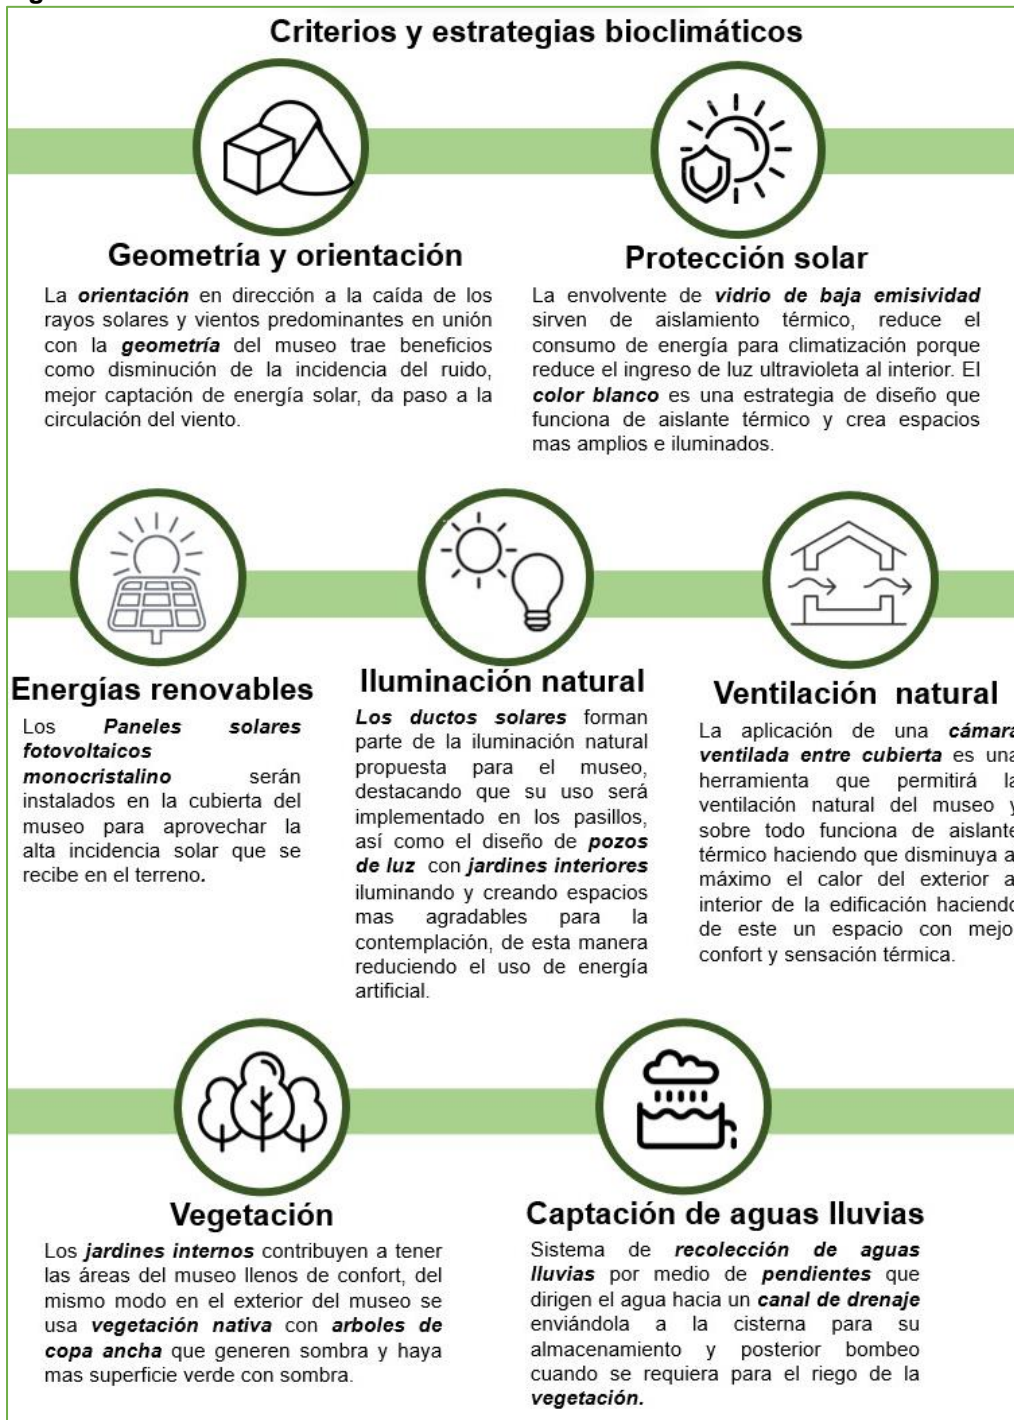 Criterios y estrategias bioclimáticos
Geometría y orientación
La orientación en dirección a la caída de los
rayos solares y vientos predominantes en unión
con la geometría del museo trae beneficios
como disminución de la incidencia del ruido,
mejor captación de energía solar, da paso a la
circulación del viento.
Protección solar
La envolvente de vidrio de baja emisividad
sirven de aislamiento térmico, reduce el
consumo de energía para climatización porque
reduce el ingreso de luz ultravioleta al interior. El
color blanco es una estrategia de diseño que
funciona de aislante térmico y crea espacios
mas amplios e iluminados.
Energías renovables
Los Paneles solares
fotovoltaicos
monocristalino serán
instalados en la cubierta del
museo para aprovechar la
alta incidencia solar que se
recibe en el terreno.
Iluminación natural
Los ductos solares forman
parte de la iluminación natural
propuesta para el museo,
destacando que su uso será
implementado en los pasillos,
así como el diseño de pozos
de luz con jardines interiores
iluminando y creando espacios
mas agradables para la
contemplación, de esta manera
reduciendo el uso de energía
artificial.
Ventilación natural
La aplicación de una cámara
ventilada entre cubierta es una
herramienta que permitirá la
ventilación natural del museo y
sobre todo funciona de aislante
térmico haciendo que disminuya a
máximo el calor del exterior a
interior de la edificación haciendo
de este un espacio con mejo
confort y sensación térmica.
Vegetación
Los jardines internos contribuyen a tener
las áreas del museo llenos de confort, del
mismo modo en el exterior del museo se
usa vegetación nativa con arboles de
copa ancha que generen sombra y haya
mas superficie verde con sombra.
Captación de aguas lluvias
Sistema de recolección de aguas
lluvias por medio de pendientes que
dirigen el agua hacia un canal de drenaje
enviándola a la cisterna para su
almacenamiento y posterior bombeo
cuando se requiera para el riego de la
vegetación.